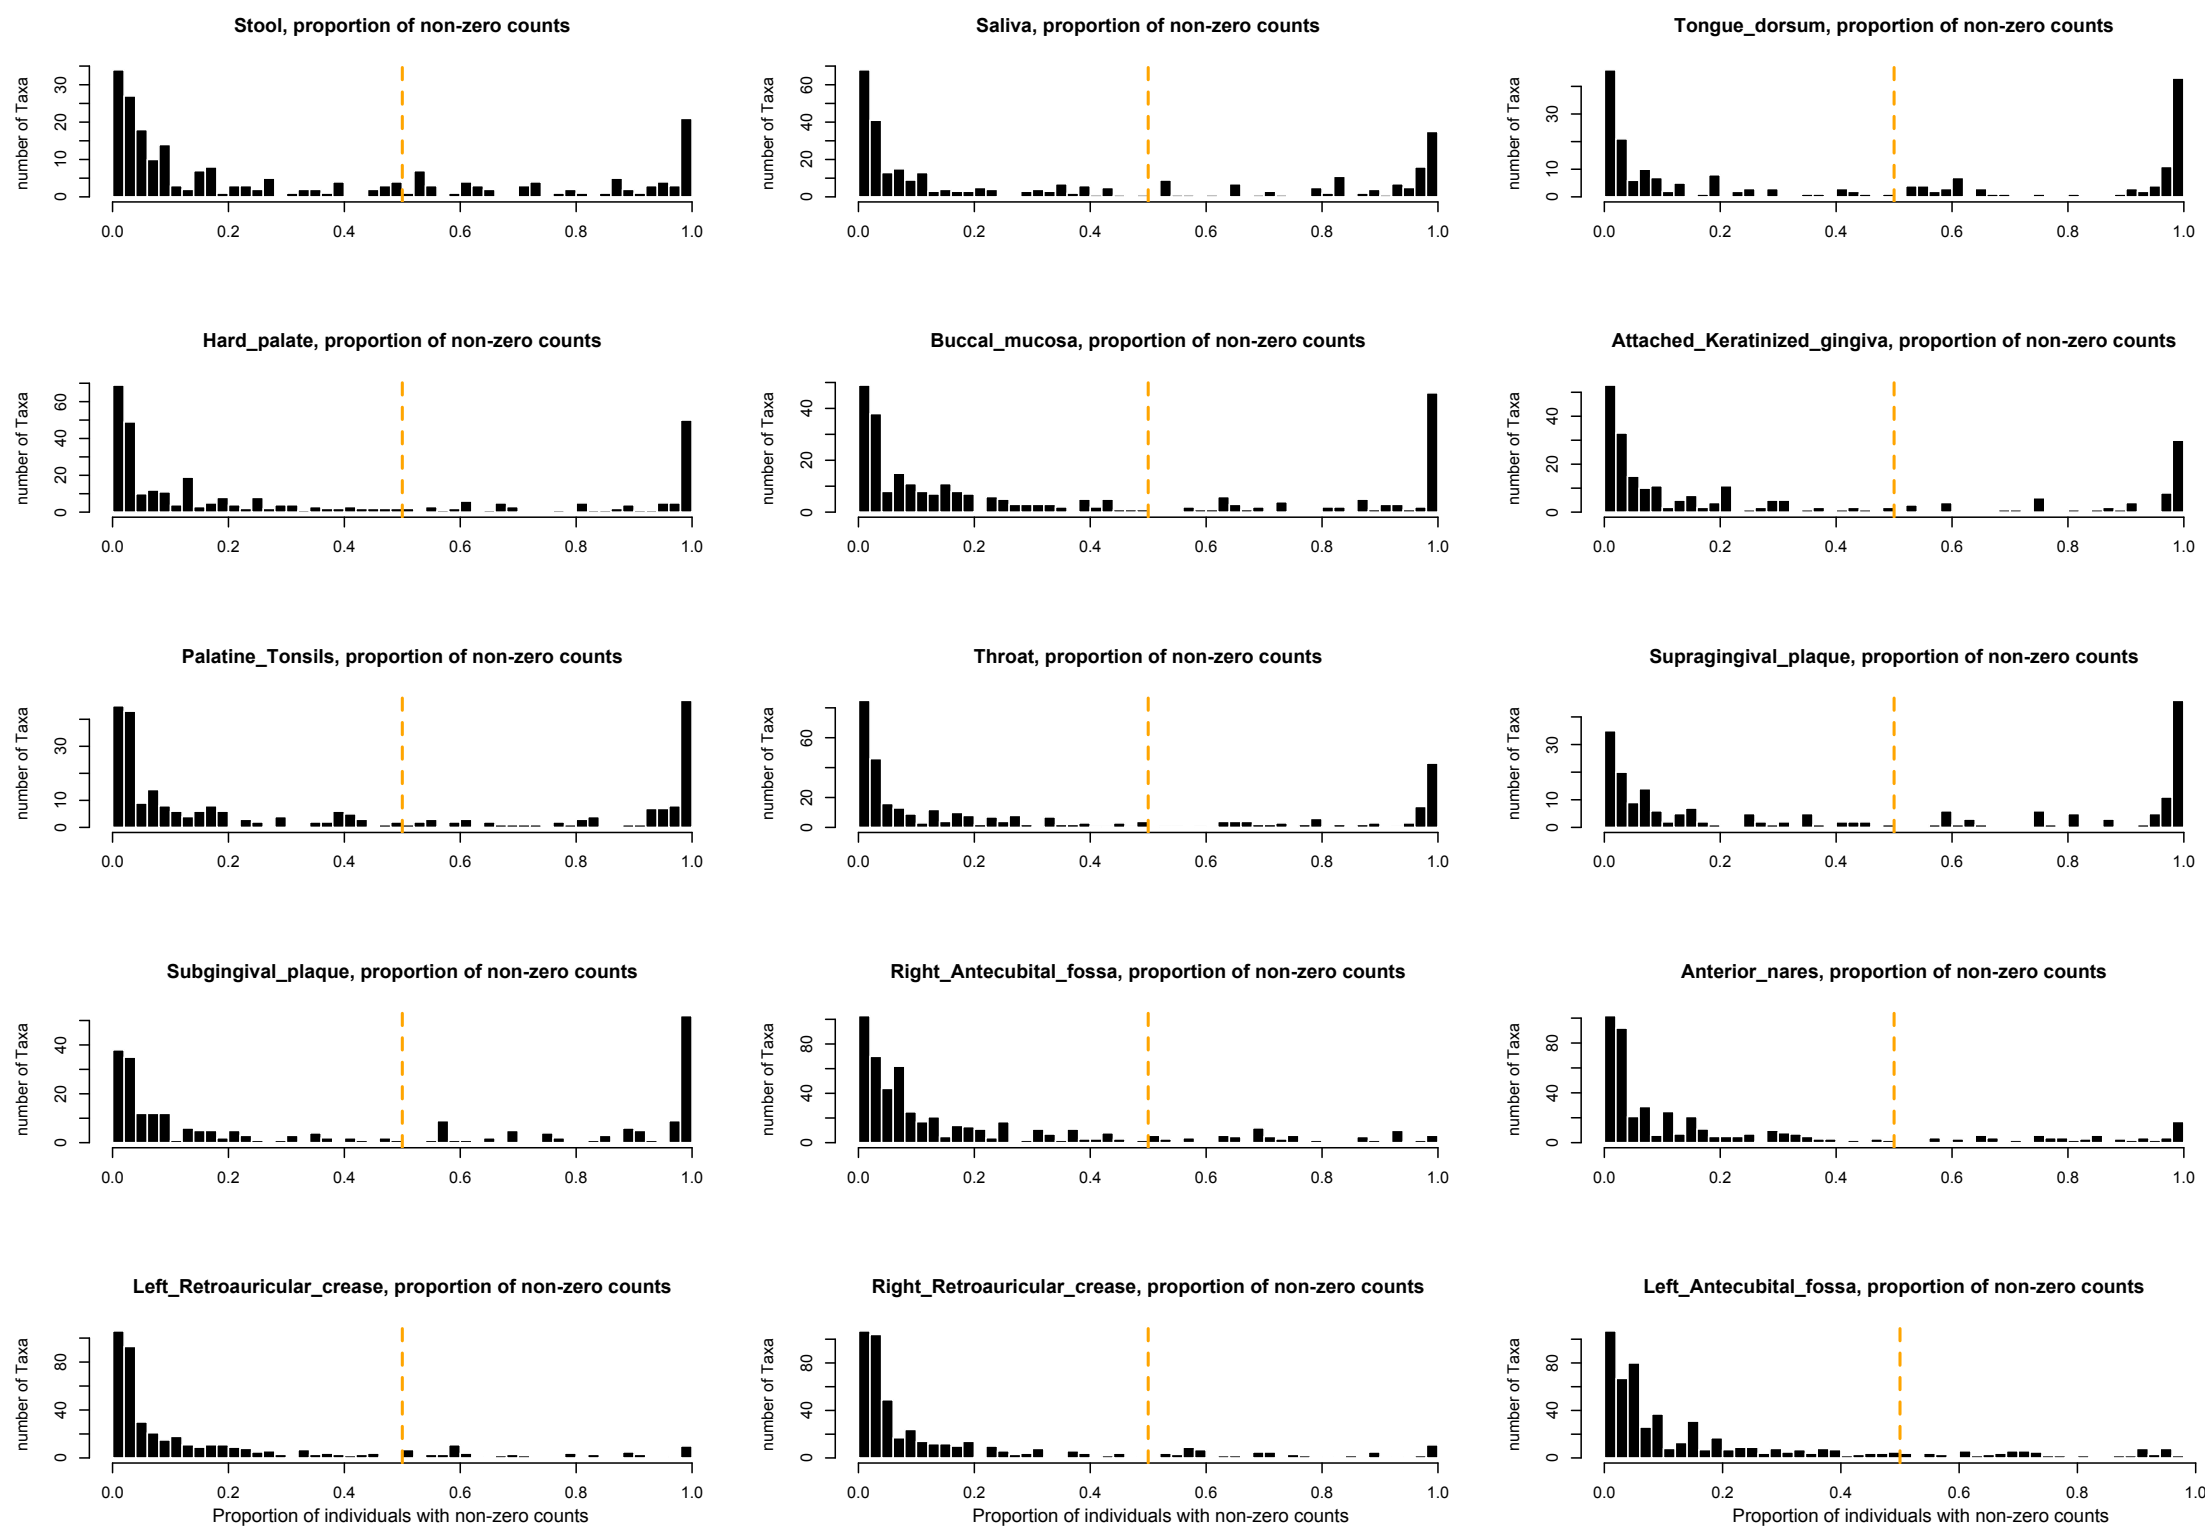 Stool, proportion of non-zero counts
number of Taxa
0 10 20 30
0.0 0.2 0.4 0.6 0.8 1.0
Saliva, proportion of non-zero counts
number of Taxa
0 20 40 60
0.0 0.2 0.4 0.6 0.8 1.0
Tongue_dorsum, proportion of non-zero counts
number of Taxa
0 10 30
0.0 0.2 0.4 0.6 0.8 1.0
Hard_palate, proportion of non-zero counts
number of Taxa
0 20 40 60
0.0 0.2 0.4 0.6 0.8 1.0
Buccal_mucosa, proportion of non-zero counts
number of Taxa
0 20 40
0.0 0.2 0.4 0.6 0.8 1.0
Attached_Keratinized_gingiva, proportion of non-zero counts
number of Taxa
0 20 40
0.0 0.2 0.4 0.6 0.8 1.0
Palatine_Tonsils, proportion of non-zero counts
number of Taxa
0 10 30
0.0 0.2 0.4 0.6 0.8 1.0
Throat, proportion of non-zero counts
number of Taxa
0 20 60
0.0 0.2 0.4 0.6 0.8 1.0
Supragingival_plaque, proportion of non-zero counts
number of Taxa
0 10 30
0.0 0.2 0.4 0.6 0.8 1.0
Subgingival_plaque, proportion of non-zero counts
number of Taxa
0 20 40
0.0 0.2 0.4 0.6 0.8 1.0
Right_Antecubital_fossa, proportion of non-zero counts
number of Taxa
0 40 80
0.0 0.2 0.4 0.6 0.8 1.0
Anterior_nares, proportion of non-zero counts
number of Taxa
0 40 80
0.0 0.2 0.4 0.6 0.8 1.0
Left_Retroauricular_crease, proportion of non-zero counts
number of Taxa
0 40 80
0.0 0.2 0.4 0.6 0.8 1.0
Proportion of individuals with non-zero counts
Right_Retroauricular_crease, proportion of non-zero counts
number of Taxa
0 40 80
0.0 0.2 0.4 0.6 0.8 1.0
Proportion of individuals with non-zero counts
Left_Antecubital_fossa, proportion of non-zero counts
number of Taxa
0 40 80
0.0 0.2 0.4 0.6 0.8 1.0
Proportion of individuals with non-zero counts